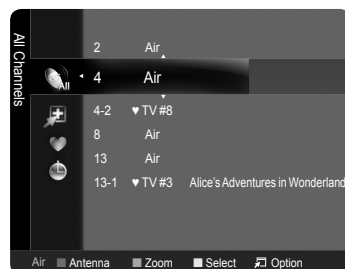 All Channels
2 Air
All 4 Air
4-2 ♥ TV #8
8 Air
13 Air
13-1 ♥ TV #3 Alice's Adventures in Wonderland
Air Antenna Zoom Select Option